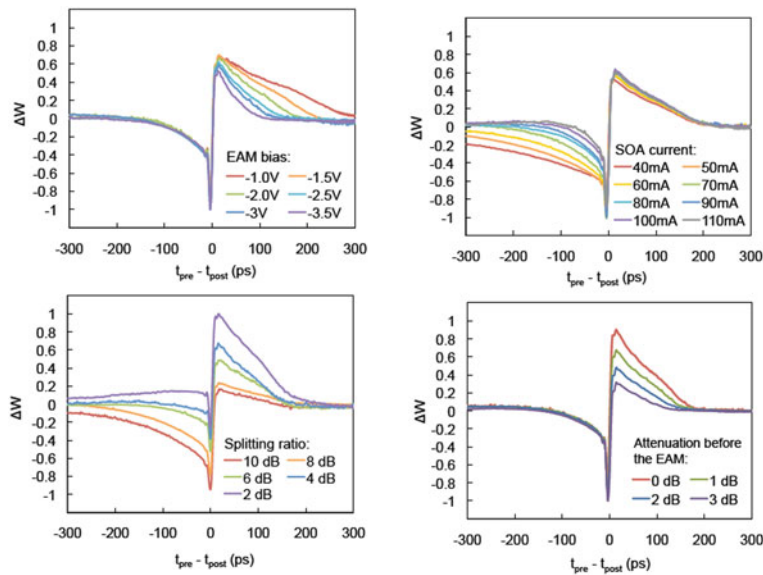 1
0.8
0.6
0.4
0.2
0
-0.2
-0.4
-0.6
-0.8
-1
ΔW
EAM bias:
-1.0V -1.5V
-2.0V -2.5V
-3V -3.5V
-300 -200 -100 0 100 200 300
tpre - tpost (ps)
1
0.8
0.6
0.4
0.2
0
-0.2
-0.4
-0.6
-0.8
-1
ΔW
SOA current:
40mA 50mA
60mA 70mA
80mA 90mA
100mA 110mA
-300 -200 -100 0 100 200 300
tpre - tpost (ps)
1
0.8
0.6
0.4
0.2
0
-0.2
-0.4
-0.6
-0.8
-1
ΔW
Splitting ratio:
10 dB 8 dB
6 dB 4 dB
2 dB
-300 -200 -100 0 100 200 300
tpre - tpost (ps)
1
0.8
0.6
0.4
0.2
0
-0.2
-0.4
-0.6
-0.8
-1
ΔW
Attenuation before
the EAM:
0 dB 1 dB
2 dB 3 dB
-300 -200 -100 0 100 200 300
tpre - tpost (ps)